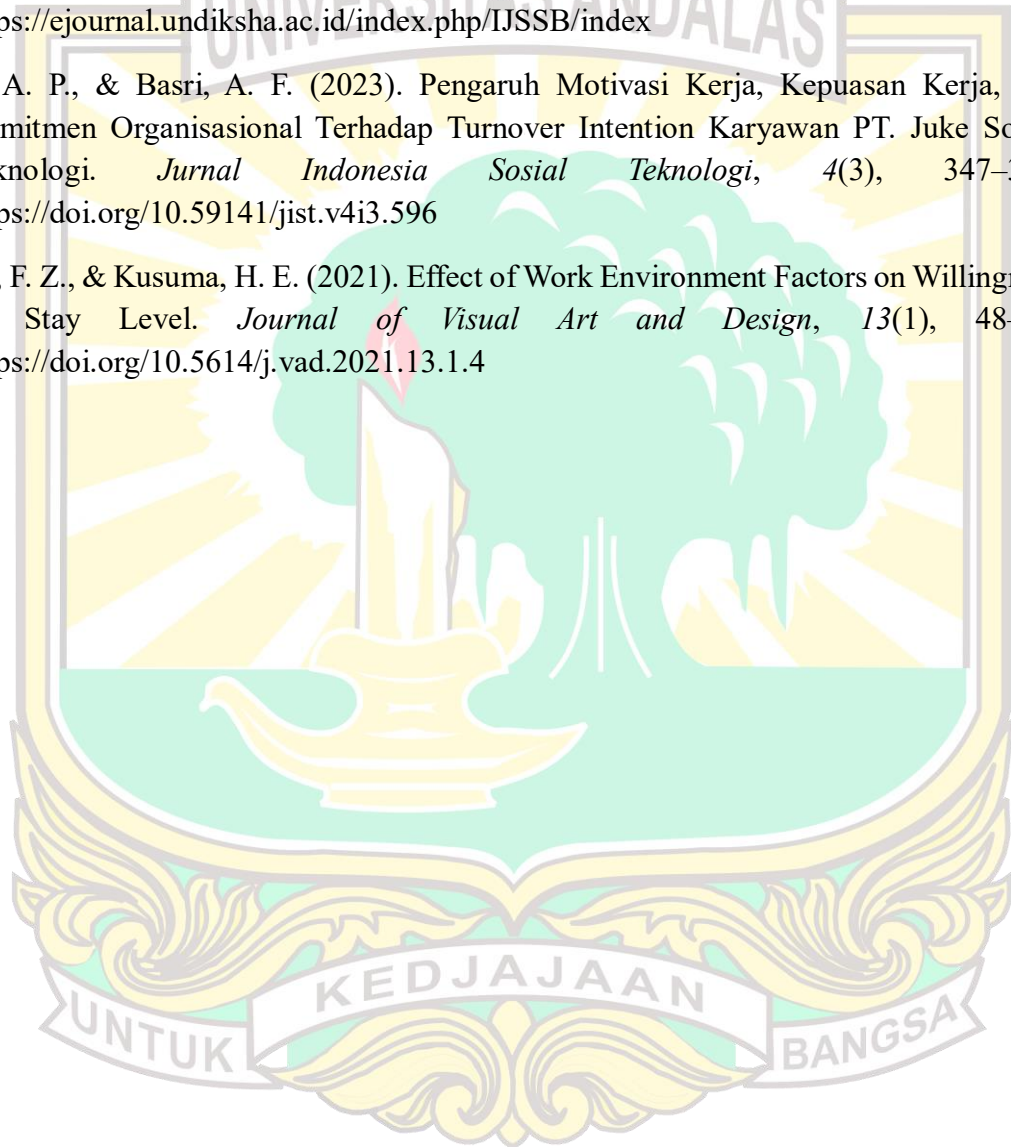 ps://ejournal.undiksha.ac.id/index.php/IJSSB/index
UNIVERSITAS ANDALAS
A. P., & Basri, A. F. (2023). Pengaruh Motivasi Kerja, Kepuasan Kerja,
mitmen Organisasional Terhadap Turnover Intention Karyawan PT. Juke So
knologi. Jurnal Indonesia Sosial Teknologi, 4(3), 347–3
ps://doi.org/10.59141/jist.v4i3.596
, F. Z., & Kusuma, H. E. (2021). Effect of Work Environment Factors on Willingn
Stay Level. Journal of Visual Art and Design, 13(1), 48–
ps://doi.org/10.5614/j.vad.2021.13.1.4
UNTUK KEDJAJAAN BANGSA